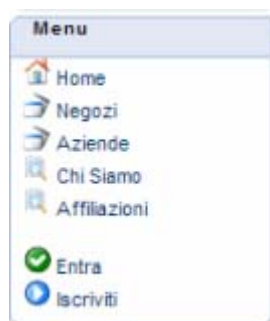 Menu
Home
Negozi
Aziende
Chi Siamo
Affiliazioni
Entra
Iscriviti